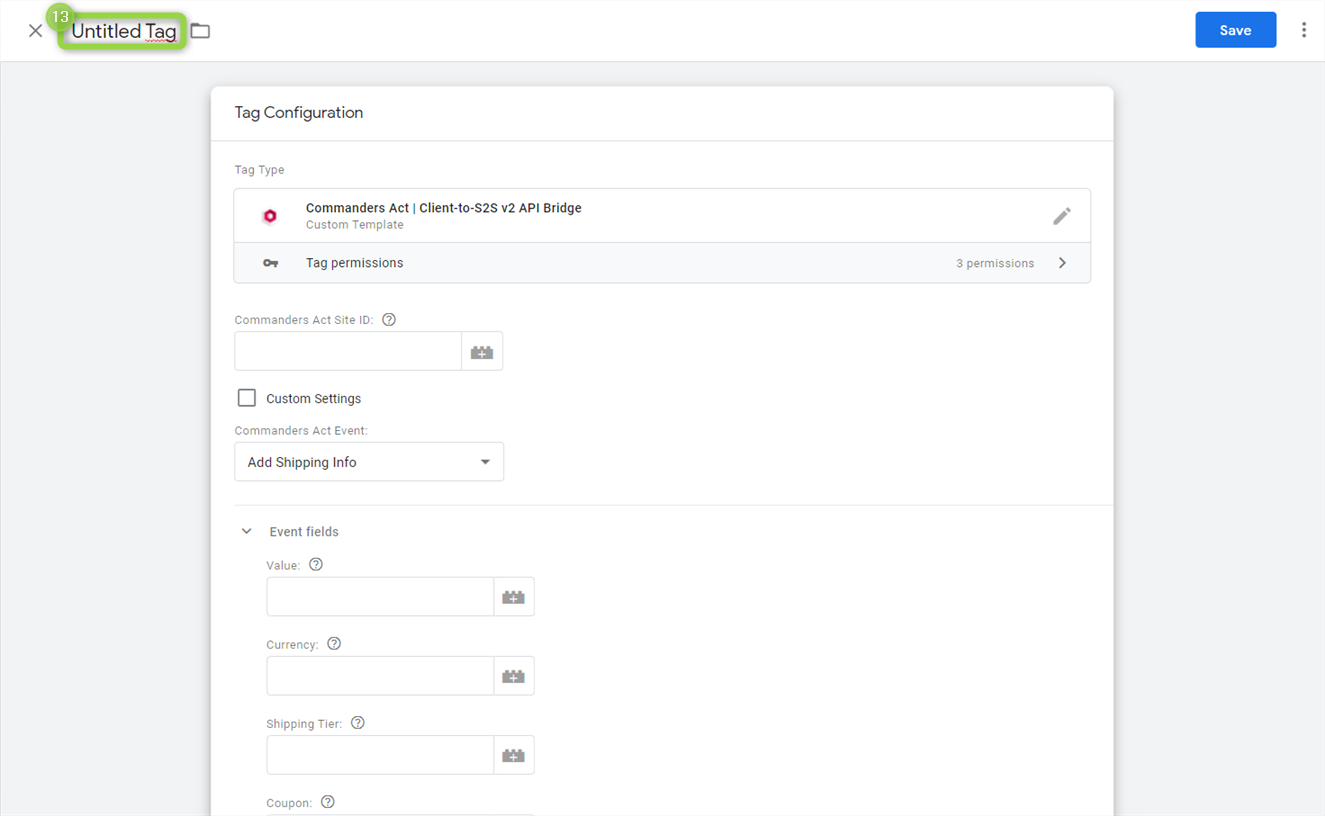 13
Untitled Tag
Save
Tag Configuration
Tag Type
Commanders Act | Client-to-S2S v2 API Bridge
Custom Template
Tag permissions
3 permissions
Commanders Act Site ID:
Custom Settings
Commanders Act Event:
Add Shipping Info
Event fields
Value:
Currency:
Shipping Tier:
Coupon: